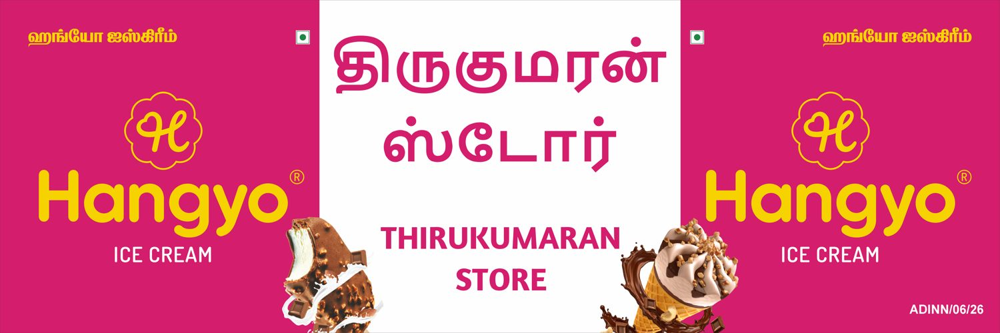 ஹங்யோ ஐஸ்கிரீம்
H
Hangyo®
ICE CREAM
திருகுமரன்
ஸ்டோர்
THIRUKUMARAN
STORE
ஹங்யோ ஐஸ்கிரீம்
H
Hangyo®
ICE CREAM
ADINN/06/26